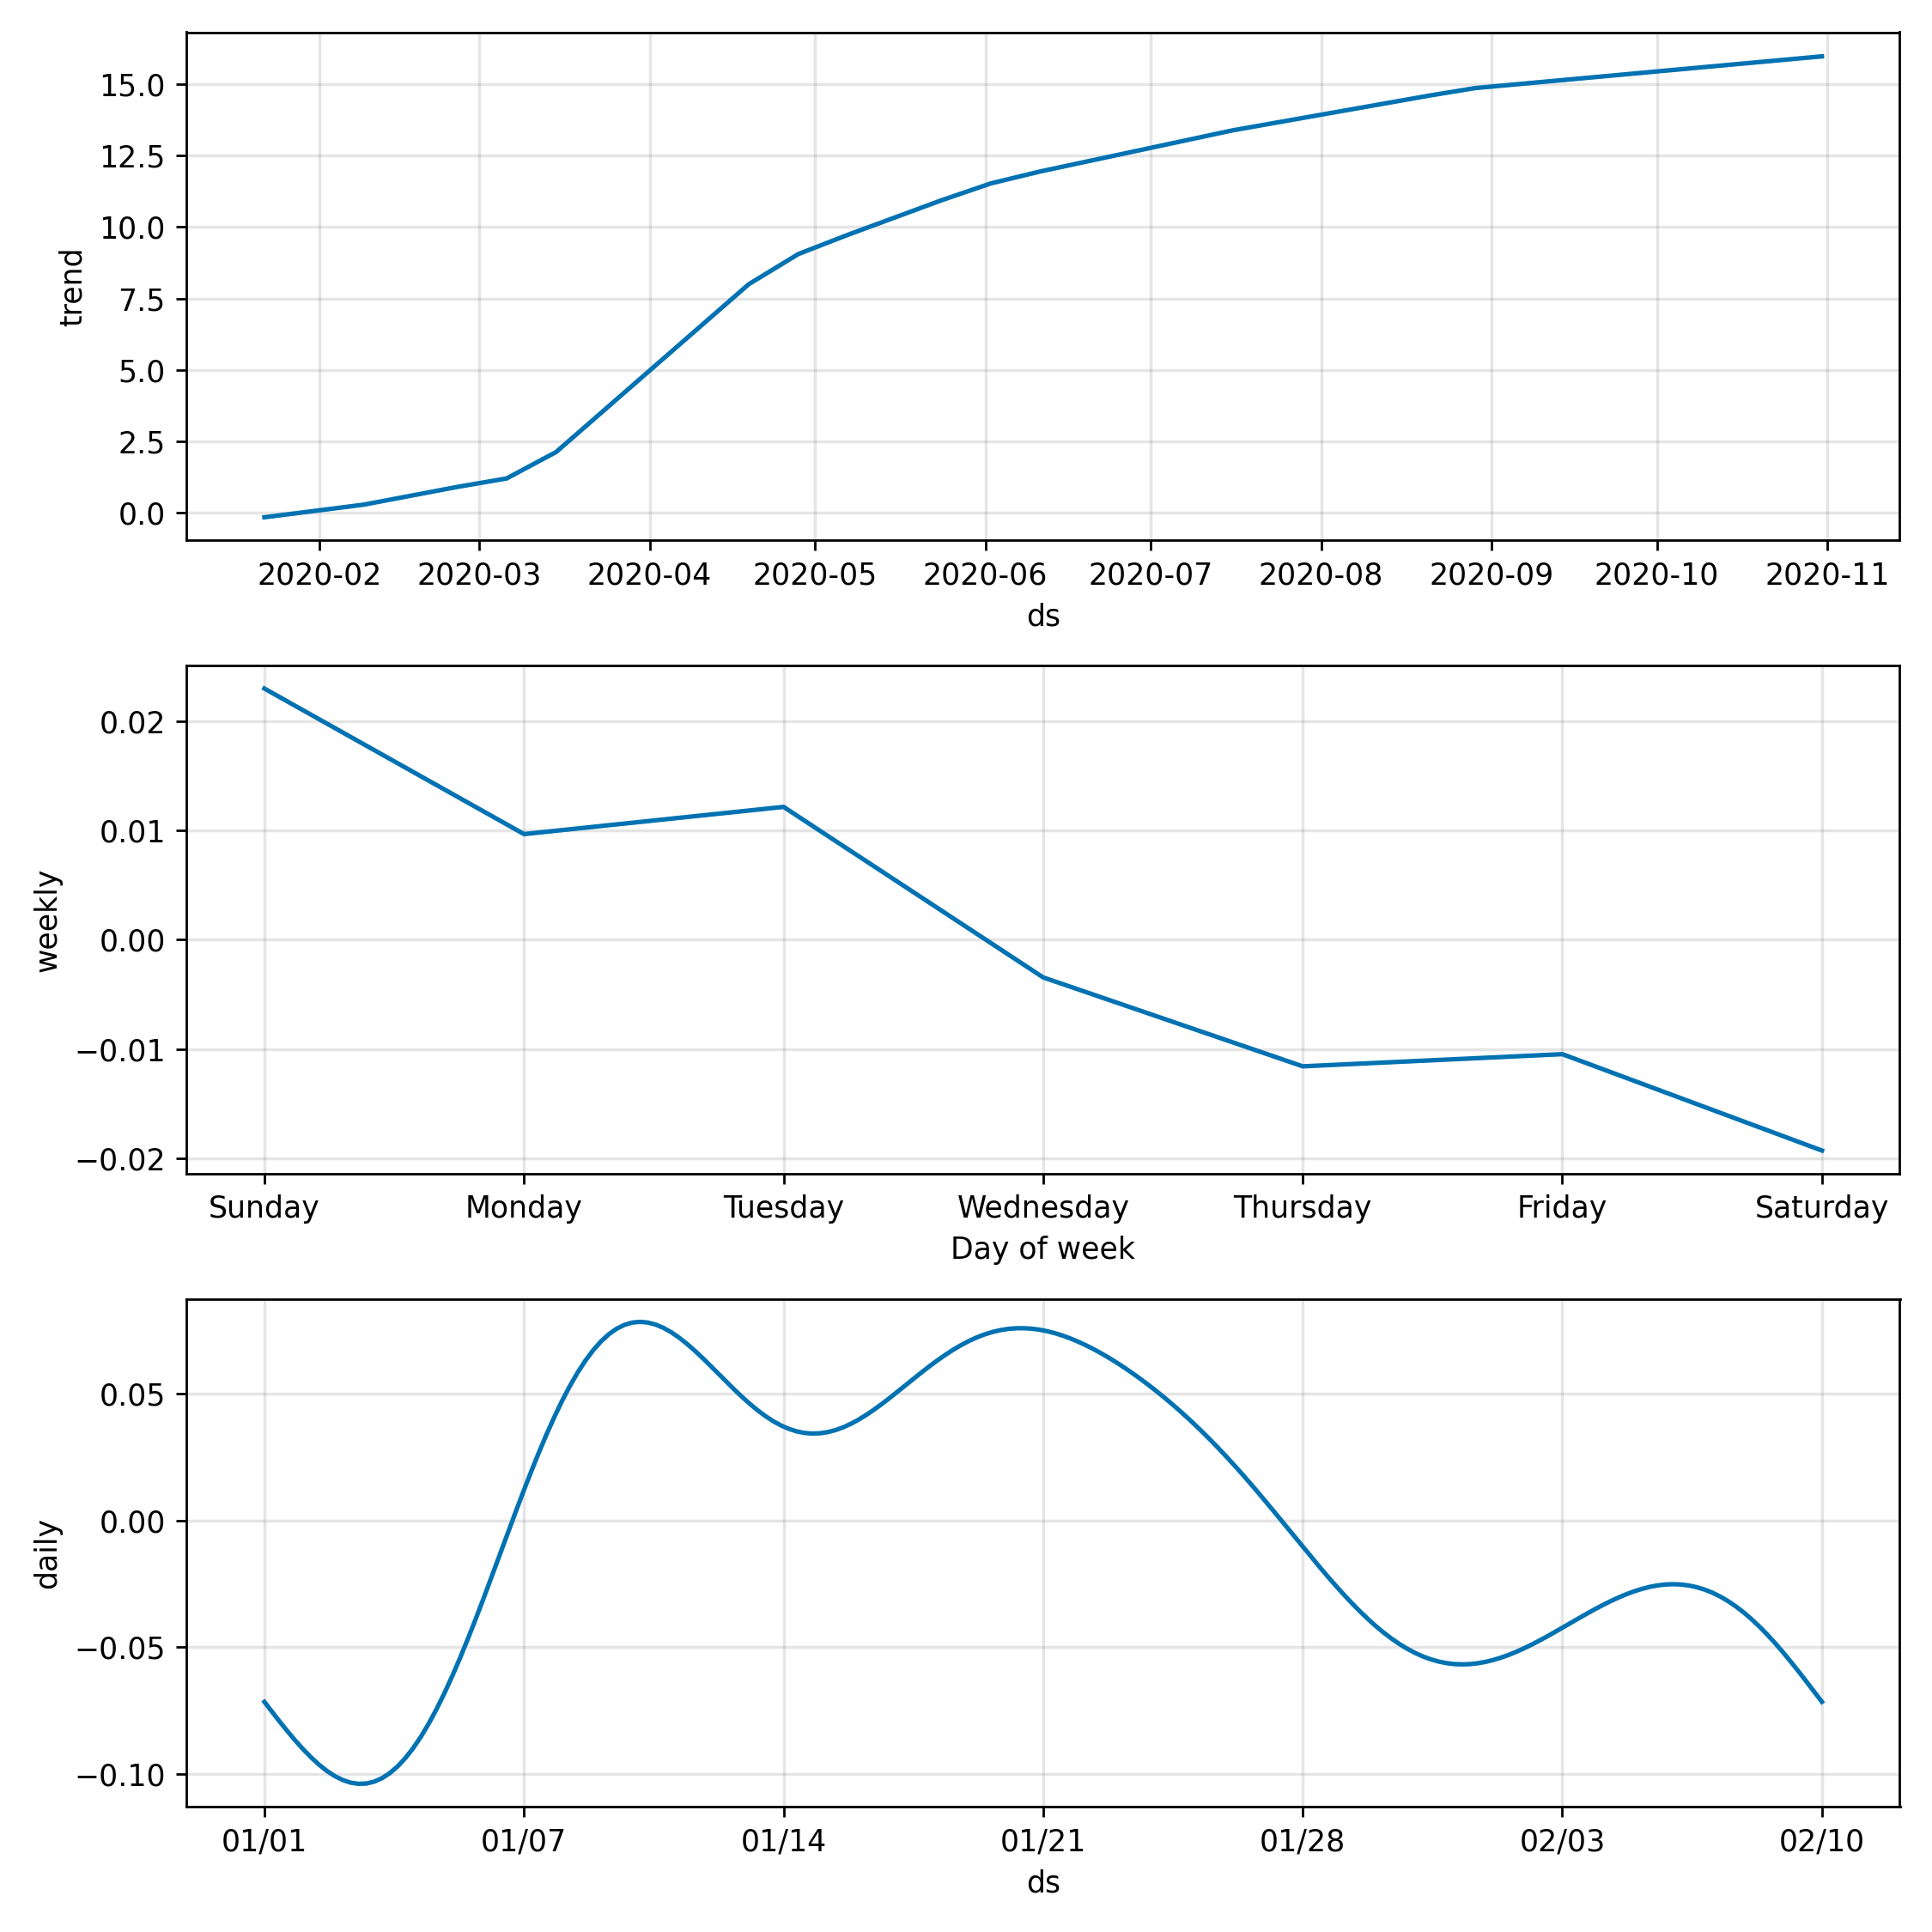 trend
15.0
12.5
10.0
7.5
5.0
2.5
0.0
2020-02 2020-03 2020-04 2020-05 2020-06 2020-07 2020-08 2020-09 2020-10 2020-11
ds
weekly
0.02
0.01
0.00
−0.01
−0.02
Sunday Monday Tuesday Wednesday Thursday Friday Saturday
Day of week
daily
0.05
0.00
−0.05
−0.10
01/01 01/07 01/14 01/21 01/28 02/03 02/10
ds